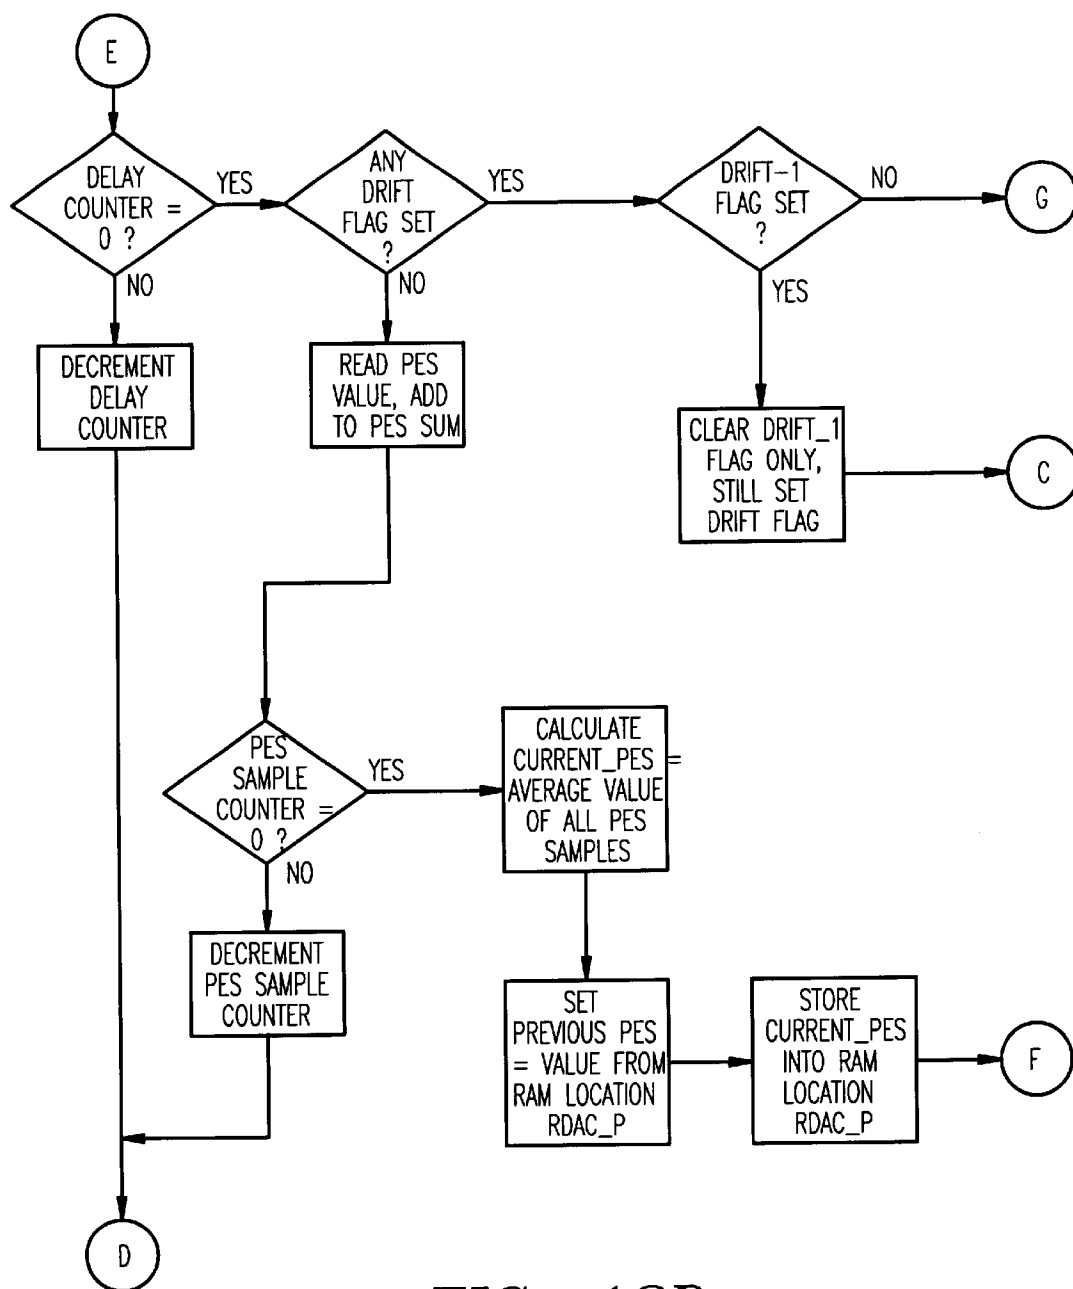 E
DELAY
COUNTER =
0 ?
YES
NO
ANY
DRIFT
FLAG SET
?
YES
NO
DRIFT-1
FLAG SET
?
NO
YES
G
DECREMENT
DELAY
COUNTER
READ PES
VALUE, ADD
TO PES SUM
CLEAR DRIFT_1
FLAG ONLY,
STILL SET
DRIFT FLAG
C
PES
SAMPLE
COUNTER =
0 ?
YES
NO
CALCULATE
CURRENT_PES =
AVERAGE VALUE
OF ALL PES
SAMPLES
DECREMENT
PES SAMPLE
COUNTER
SET
PREVIOUS PES
= VALUE FROM
RAM LOCATION
RDAC_P
STORE
CURRENT_PES
INTO RAM
LOCATION
RDAC_P
F
D